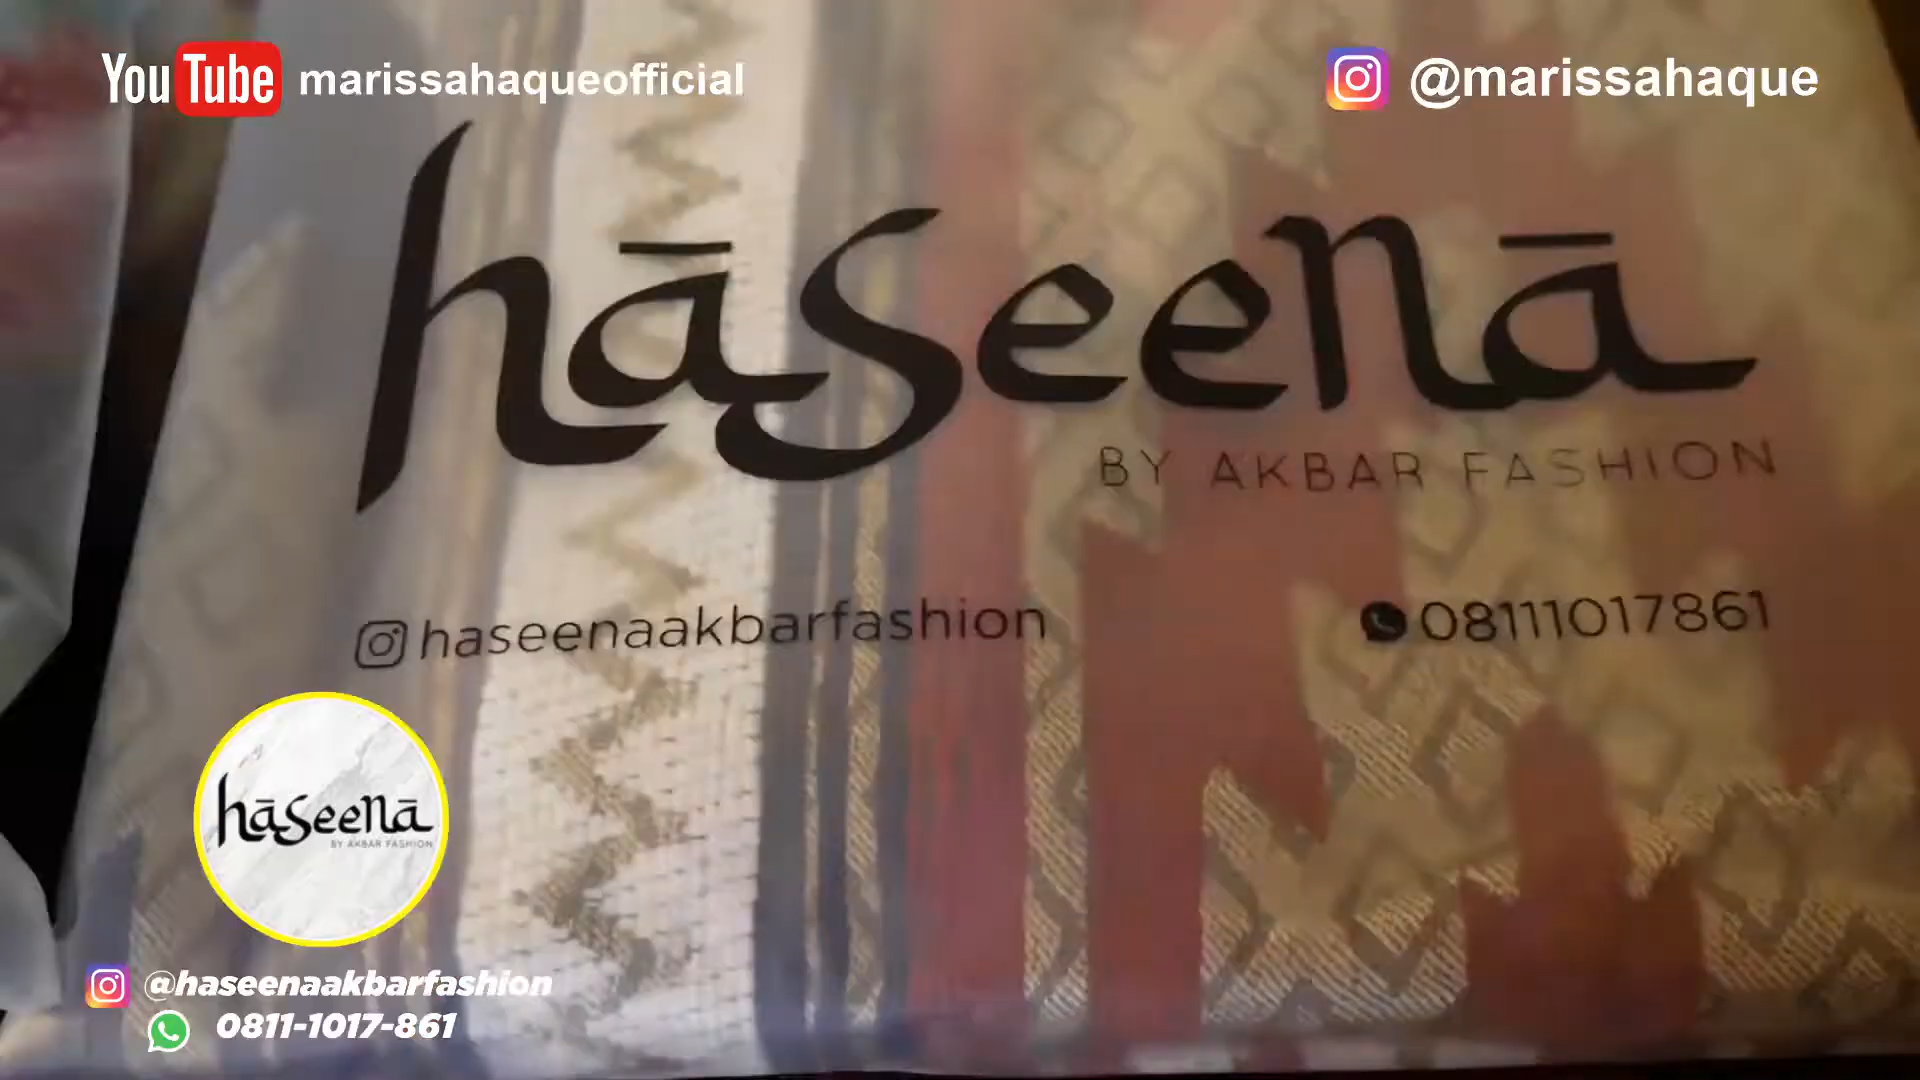 YouTube marissahaqueofficial
@marissahaque
hāseenā
BY AKBAR FASHION
haseenaakbarfashion
08111017861
hāseenā
BY AKBAR FASHION
@haseenaakbarfashion
0811-1017-861